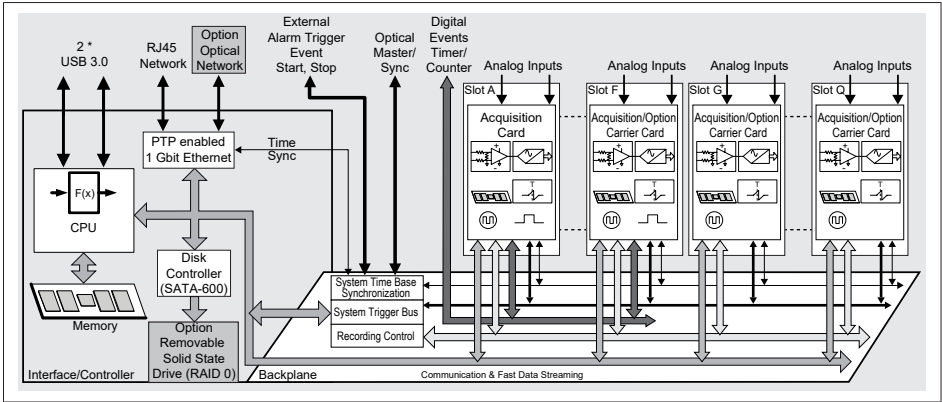 2 *
USB 3.0
RJ45
Network
Option
Optical
Network
External
Alarm Trigger
Event
Start, Stop
Optical
Master/
Sync
Digital
Events
Timer/
Counter
Analog Inputs
Analog Inputs
Analog Inputs
Analog Inputs
Slot A
Slot F
Slot G
Slot Q
Acquisition
Card
Acquisition/Option
Carrier Card
Acquisition/Option
Carrier Card
Acquisition/Option
Carrier Card
T
T
T
T
PTP enabled
1 Gbit Ethernet
Time
Sync
F(x)
CPU
Disk
Controller
(SATA-600)
Memory
Option
Removable
Solid State
Drive (RAID 0)
Interface/Controller
System Time Base
Synchronization
System Trigger Bus
Recording Control
Backplane
Communication & Fast Data Streaming